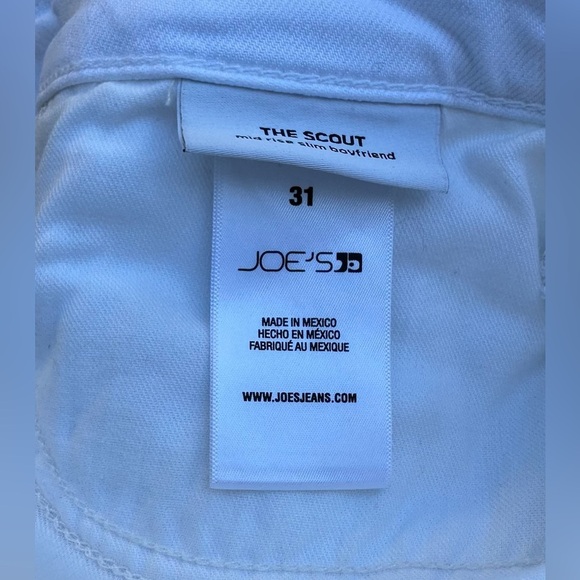 THE SCOUT
mid rise slim boyfriend
31
JOE'S
MADE IN MEXICO
HECHO EN MÉXICO
FABRIQUÉ AU MEXIQUE
WWW.JOESJEANS.COM